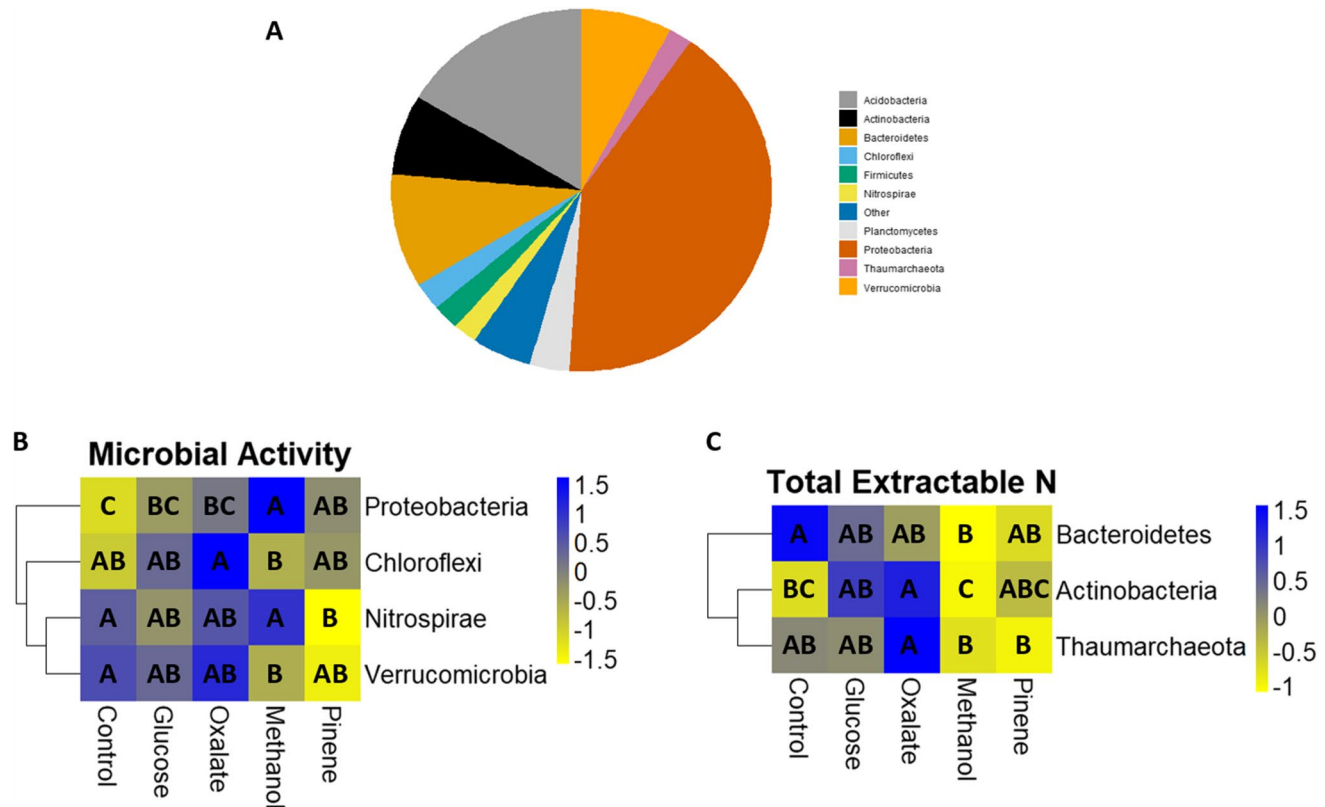 A
Acidobacteria
Actinobacteria
Bacteroidetes
Chloroflexi
Firmicutes
Nitrospirae
Other
Planctomycetes
Proteobacteria
Thaumarchaeota
Verrucomicrobia
B
Microbial Activity
C BC BC A AB Proteobacteria
AB AB A B AB Chloroflexi
A AB AB A B Nitrospirae
A AB AB B AB Verrucomicrobia
Control Glucose Oxalate Methanol Pinene
1.5
1
0.5
0
-0.5
-1
-1.5
C
Total Extractable N
A AB AB B AB Bacteroidetes
BC AB A C ABC Actinobacteria
AB AB A B B Thaumarchaeota
Control Glucose Oxalate Methanol Pinene
1.5
1
0.5
0
-0.5
-1